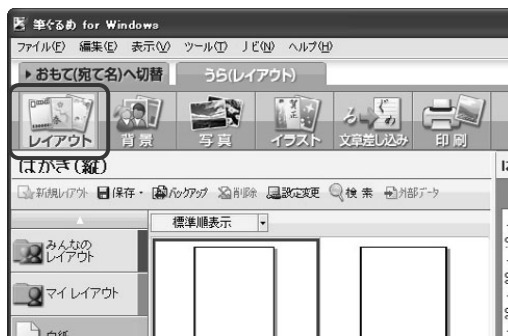 筆ぐるめ for Windows
ファイル(F) 編集(E) 表示(V) ツール(T) ナビ(N) ヘルプ(H)
おもて(宛て名)へ切替 うら(レイアウト)
レイアウト 背景 写真 イラスト 文章差し込み 印刷
はがき(縦)
新規レイアウト 保存 バックアップ 削除 設定変更 検索 外部データ
標準順表示
みんなの
レイアウト
マイ レイアウト
白紙